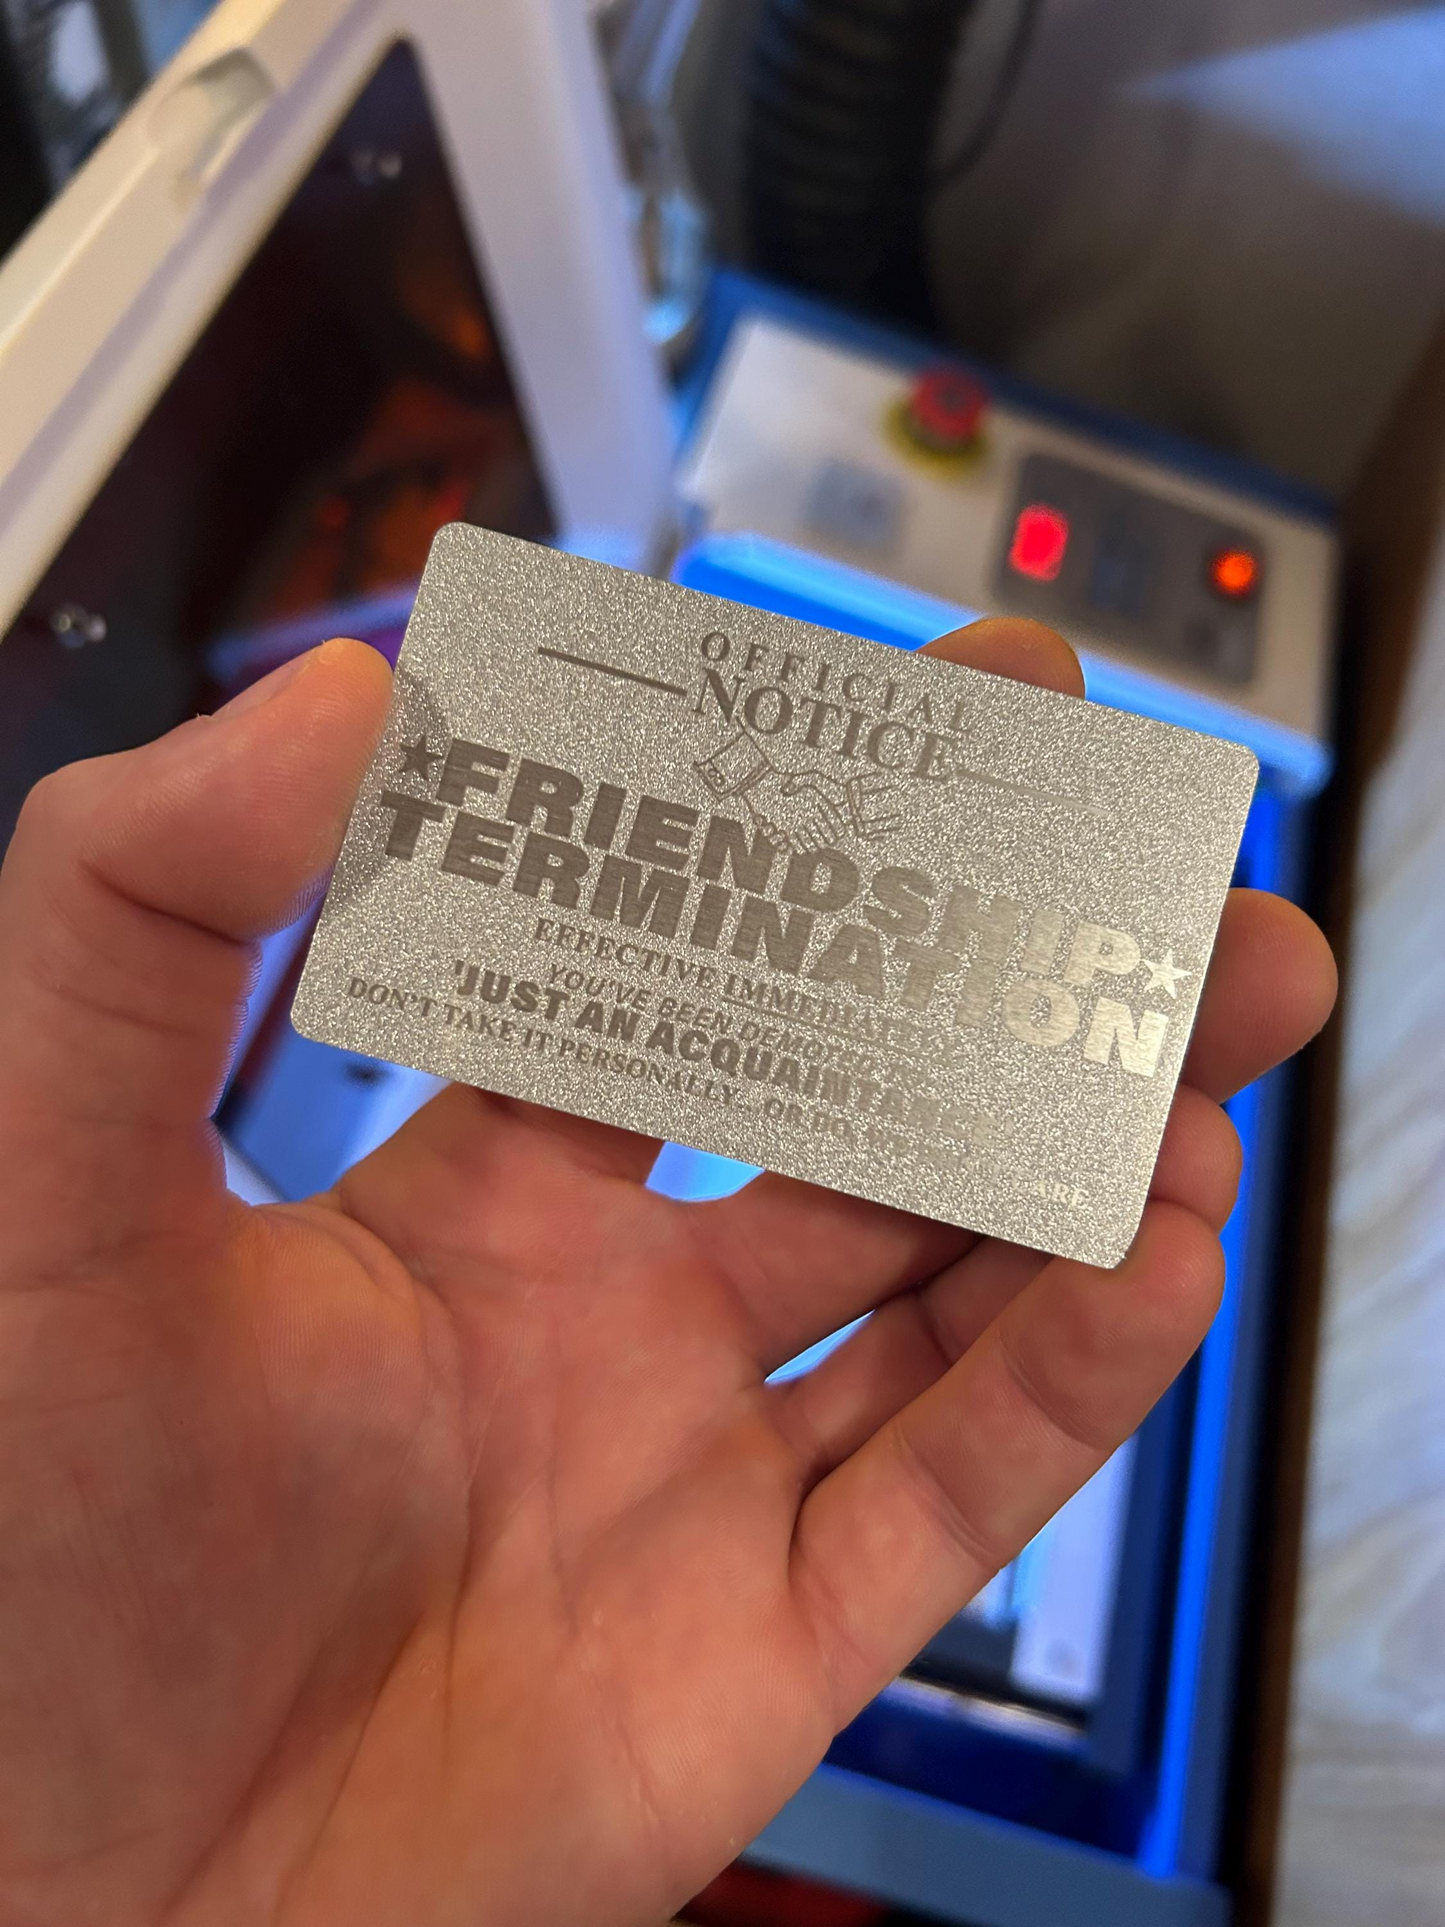 OFFICIAL
NOTICE
★FRIENDSHIP★
TERMINATION
EFFECTIVE IMMEDIATELY
YOU'VE BEEN DEMOTED TO
'JUST AN ACQUAINTANCE'
DON'T TAKE IT PERSONALLY... OR DO, ARE